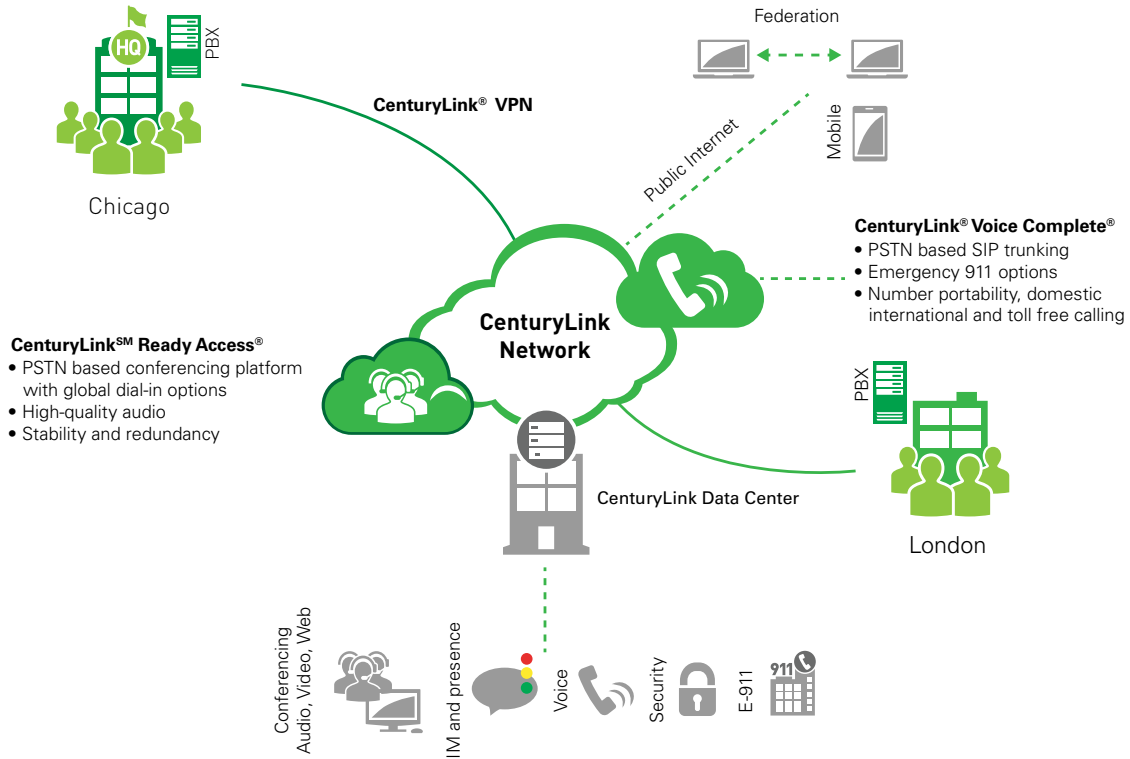 HQ
PBX
Chicago
CenturyLink® VPN
Federation
Mobile
Public Internet
CenturyLink® Voice Complete®
• PSTN based SIP trunking
• Emergency 911 options
• Number portability, domestic
international and toll free calling
CenturyLink
Network
CenturyLink℠ Ready Access®
• PSTN based conferencing platform
with global dial-in options
• High-quality audio
• Stability and redundancy
PBX
London
CenturyLink Data Center
Conferencing
Audio, Video, Web
IM and presence
Voice
Security
E-911
911